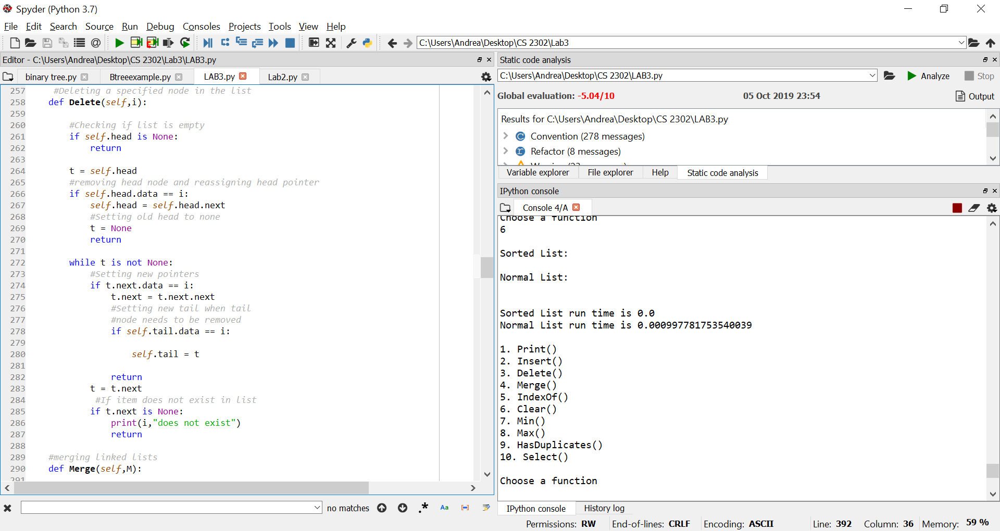 Spyder (Python 3.7)
File Edit Search Source Run Debug Consoles Projects Tools View Help
C:\Users\Andrea\Desktop\CS 2302\Lab3
Editor - C:\Users\Andrea\Desktop\CS 2302\Lab3\LAB3.py
binary tree.py Btreeexample.py LAB3.py Lab2.py
257 #Deleting a specified node in the list
258 def Delete(self,i):
259
260 #Checking if list is empty
261 if self.head is None:
262 return
263
264 t = self.head
265 #removing head node and reassigning head pointer
266 if self.head.data == i:
267 self.head = self.head.next
268 #Setting old head to none
269 t = None
270 return
271
272 while t is not None:
273 #Setting new pointers
274 if t.next.data == i:
275 t.next = t.next.next
276 #Setting new tail when tail
277 #node needs to be removed
278 if self.tail.data == i:
279
280 self.tail = t
281
282 return
283 t = t.next
284 #If item does not exist in list
285 if t.next is None:
286 print(i,"does not exist")
287 return
288
289 #merging linked lists
290 def Merge(self,M):
291
no matches
.* Aa
Static code analysis
C:\Users\Andrea\Desktop\CS 2302\LAB3.py
Analyze Stop
Global evaluation: -5.04/10 05 Oct 2019 23:54 Output
Results for C:\Users\Andrea\Desktop\CS 2302\LAB3.py
Convention (278 messages)
Refactor (8 messages)
Variable explorer File explorer Help Static code analysis
IPython console
Console 4/A
Choose a function
6
Sorted List:
Normal List:
Sorted List run time is 0.0
Normal List run time is 0.000997781753540039
1. Print()
2. Insert()
3. Delete()
4. Merge()
5. IndexOf()
6. Clear()
7. Min()
8. Max()
9. HasDuplicates()
10. Select()
Choose a function
IPython console History log
Permissions: RW End-of-lines: CRLF Encoding: ASCII Line: 392 Column: 36 Memory: 59 %